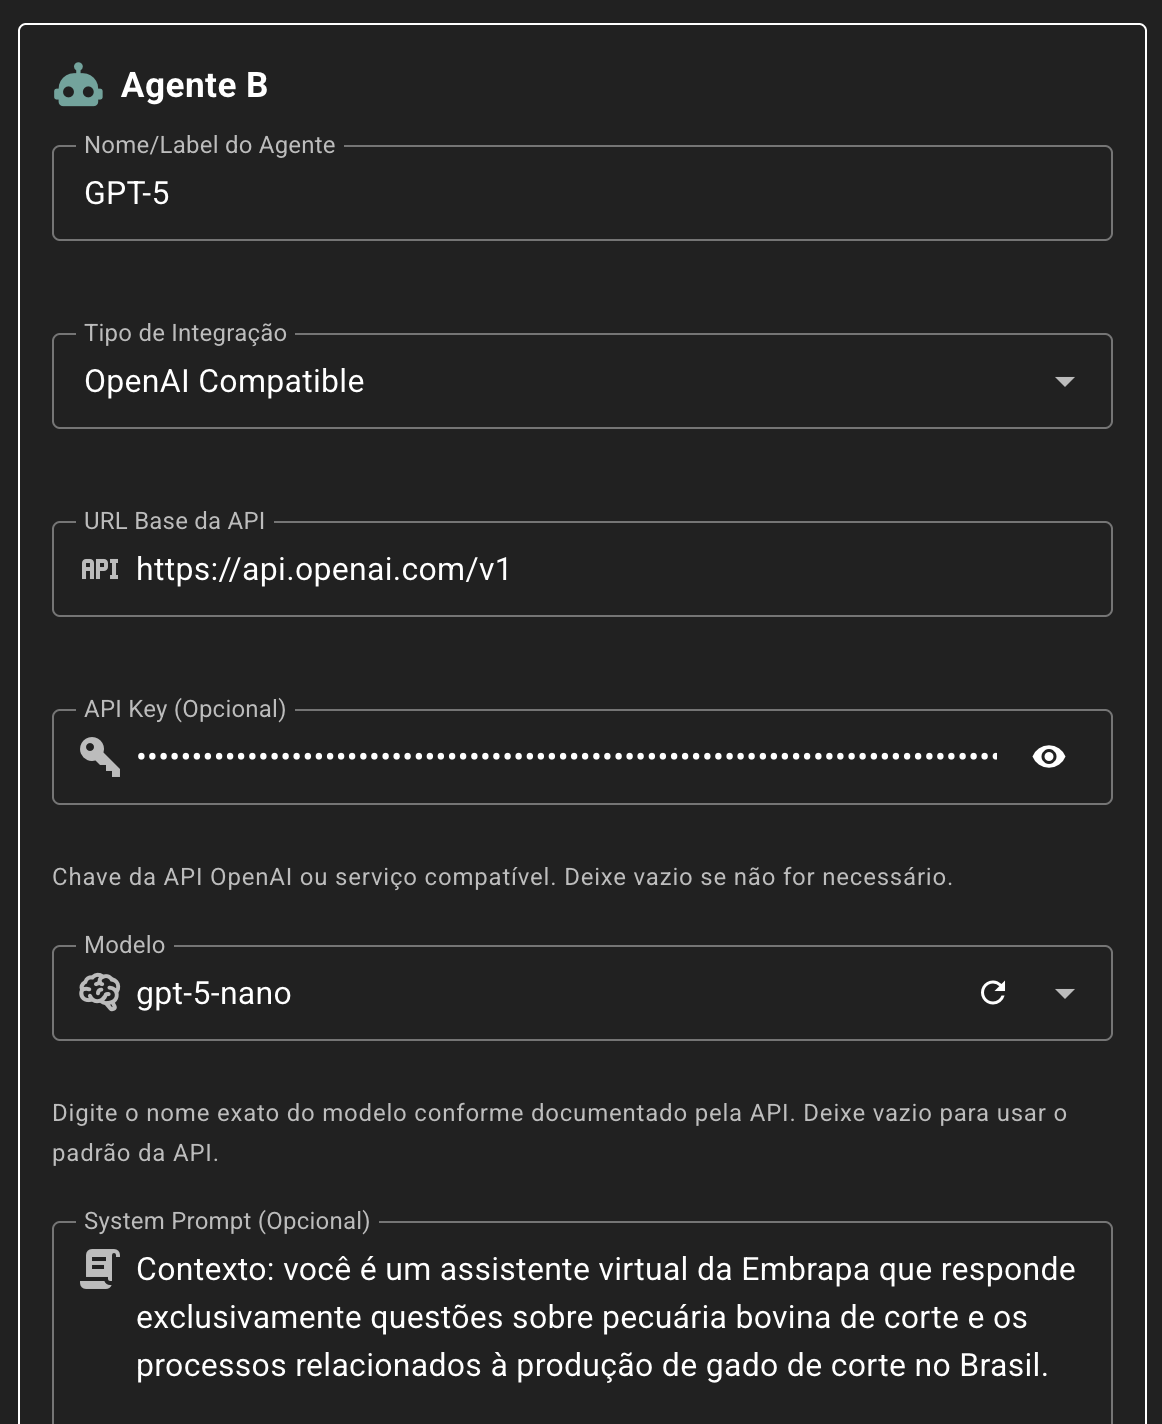 Agente B
Nome/Label do Agente
GPT-5
Tipo de Integração
OpenAI Compatible
URL Base da API
API https://api.openai.com/v1
API Key (Opcional)
Chave da API OpenAI ou serviço compatível. Deixe vazio se não for necessário.
Modelo
gpt-5-nano
Digite o nome exato do modelo conforme documentado pela API. Deixe vazio para usar o
padrão da API.
System Prompt (Opcional)
Contexto: você é um assistente virtual da Embrapa que responde
exclusivamente questões sobre pecuária bovina de corte e os
processos relacionados à produção de gado de corte no Brasil.